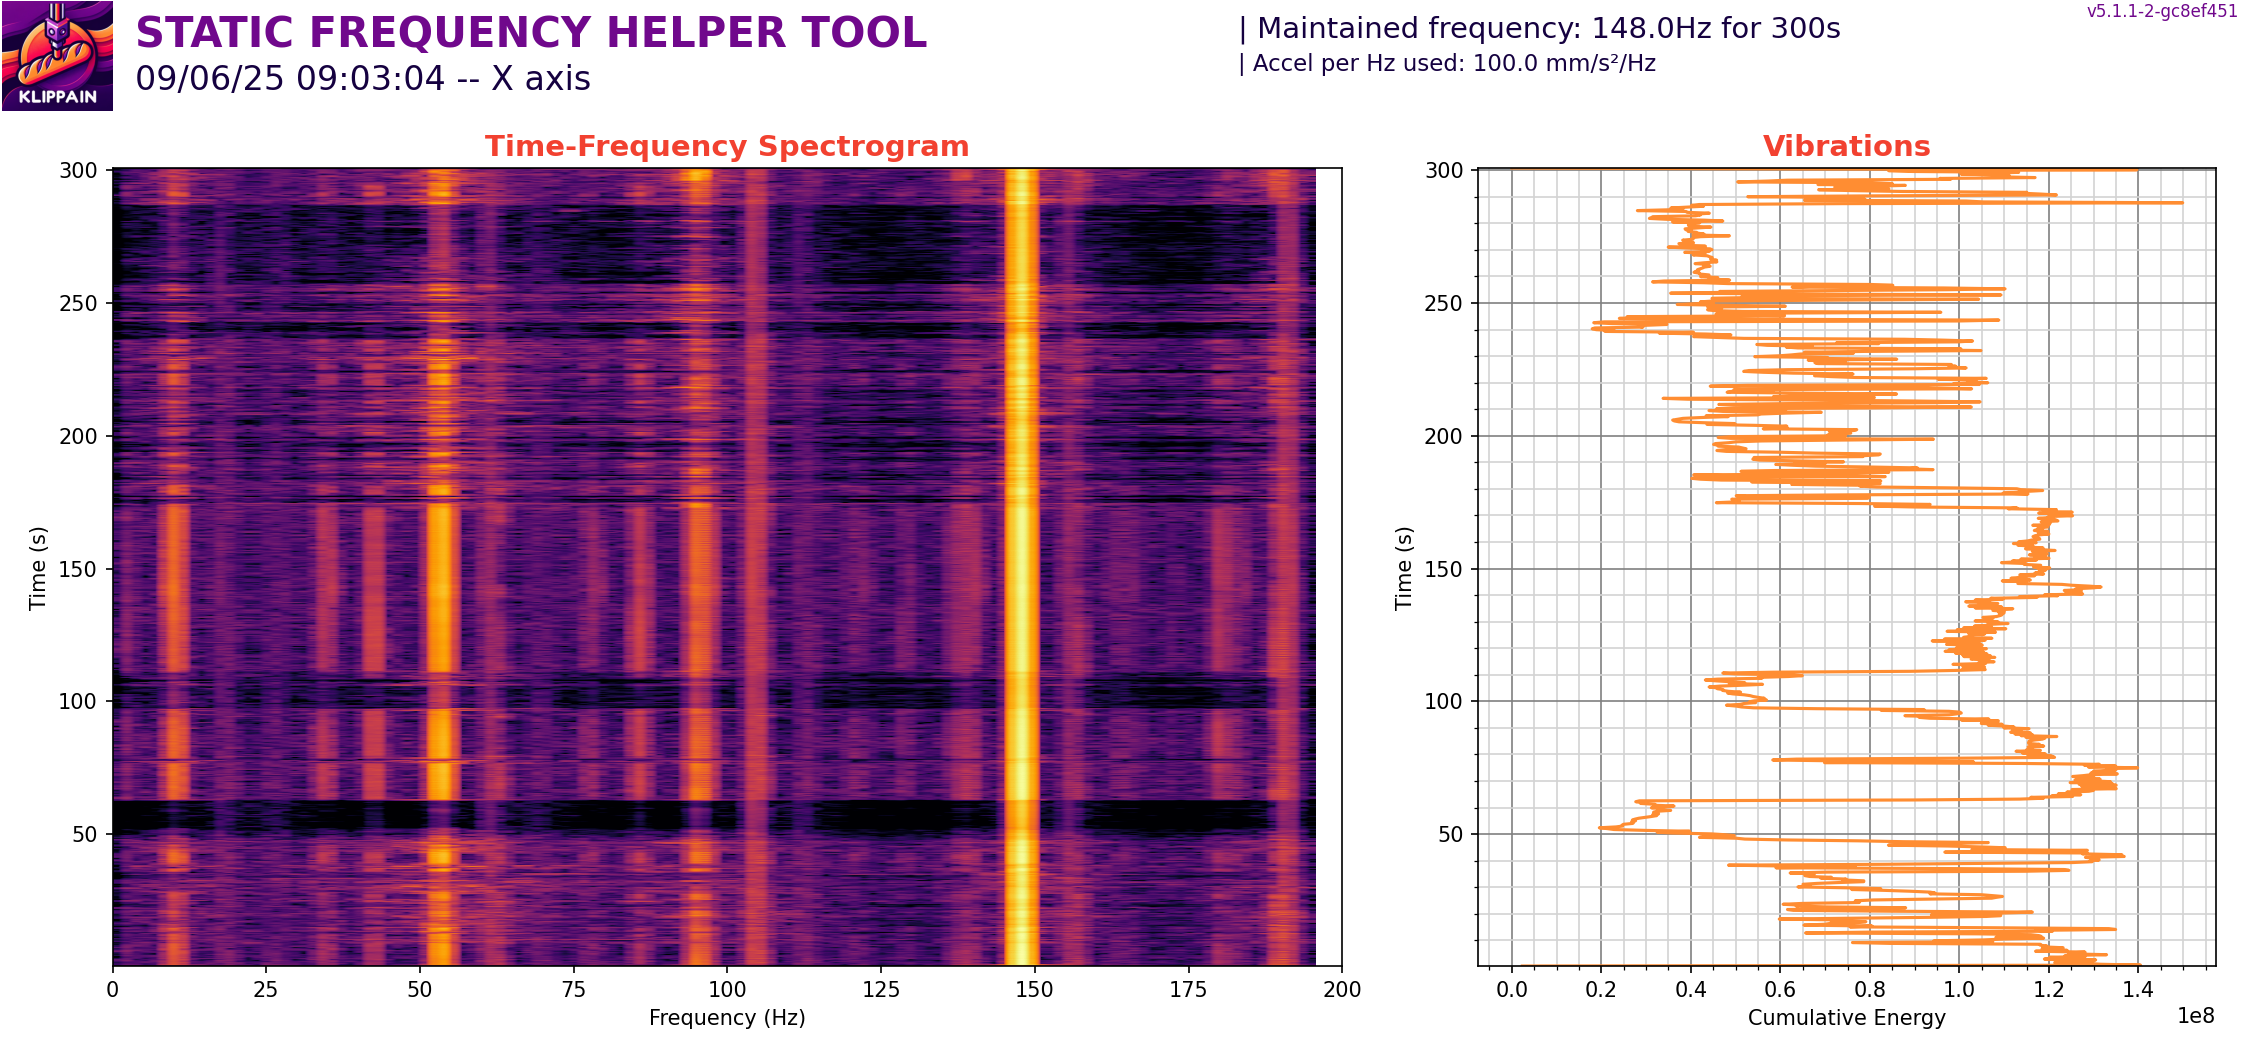 STATIC FREQUENCY HELPER TOOL
09/06/25 09:03:04 -- X axis
| Maintained frequency: 148.0Hz for 300s
| Accel per Hz used: 100.0 mm/s²/Hz
v5.1.1-2-gc8ef451
KLIPPAIN
Time-Frequency Spectrogram
300
250
200
150
100
50
Time (s)
0 25 50 75 100 125 150 175 200
Frequency (Hz)
Vibrations
300
250
200
150
100
50
Time (s)
0.0 0.2 0.4 0.6 0.8 1.0 1.2 1.4
1e8
Cumulative Energy